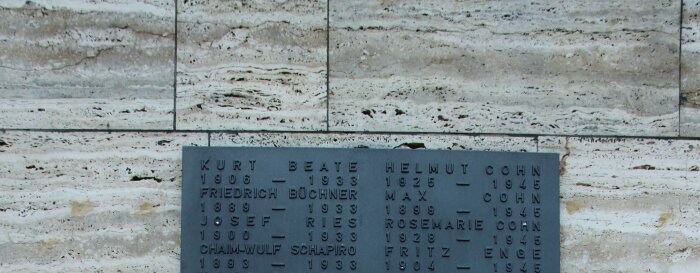 KURT BEATE
1906 — 1933
FRIEDRICH BÜCHNER
1889 — 1933
JOSEF RIES
1900 — 1933
CHAIM-WULF SCHAPIRO
1893 — 1933
HELMUT COHN
1925 — 1945
MAX COHN
1899 — 1945
ROSEMARIE COHN
1928 — 1945
FRITZ ENGE
1904 — 1945